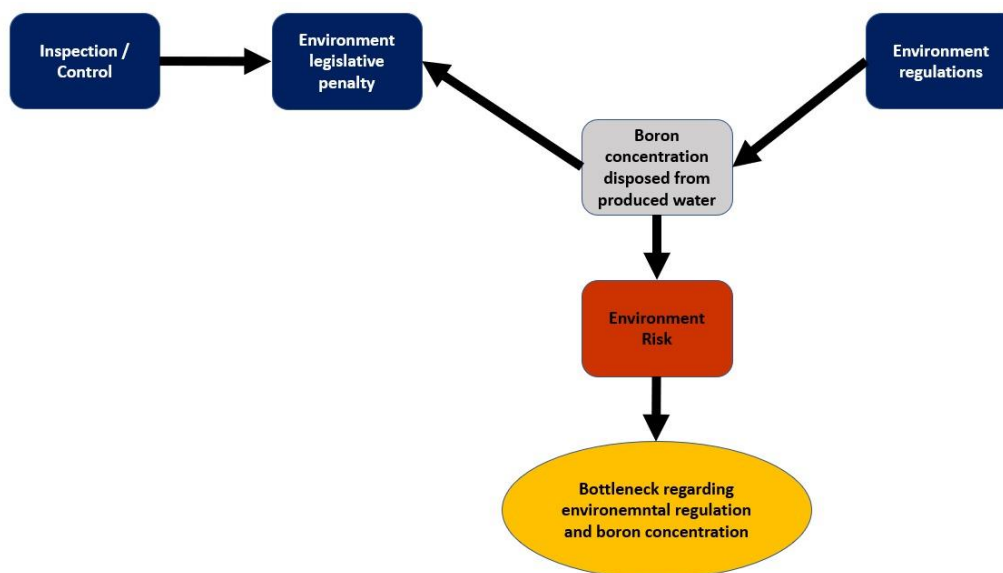 Inspection /
Control
Environment
legislative
penalty
Environment
regulations
Boron
concentration
disposed from
produced water
Environment
Risk
Bottleneck regarding
environemntal regulation
and boron concentration